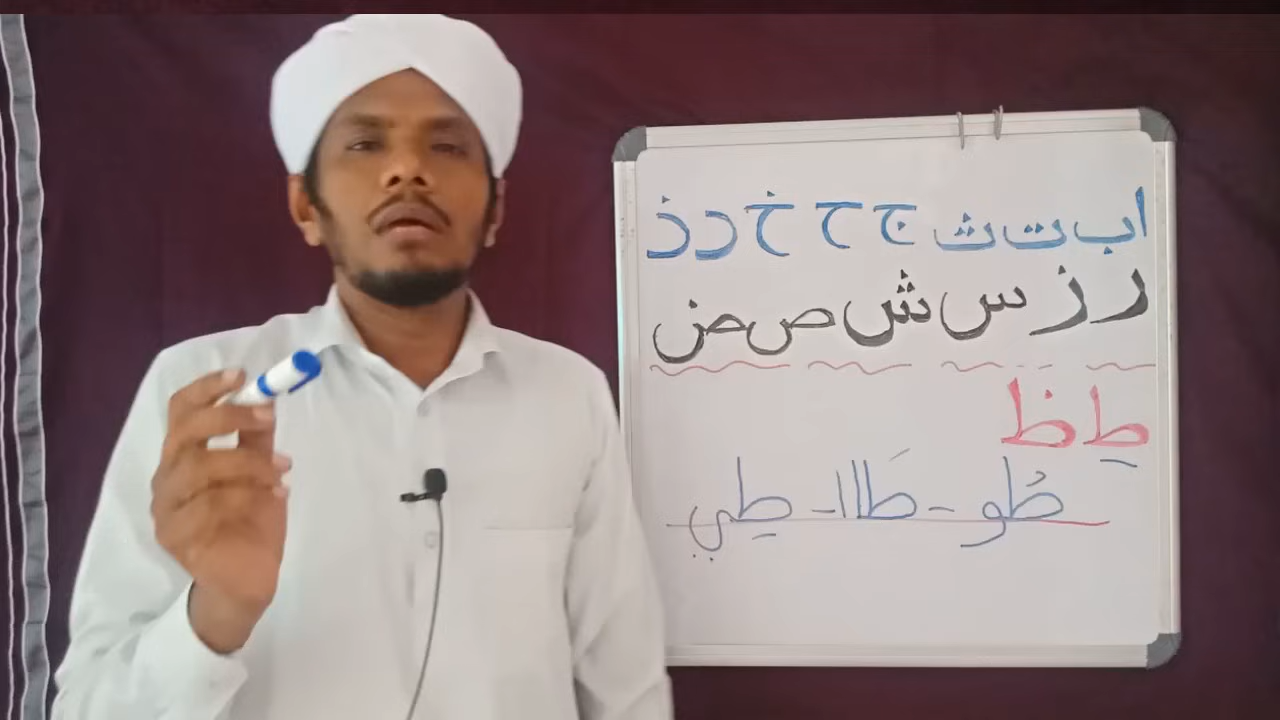 ا ب ت ث ج ح خ د ذ
ر ز س ش ص ض
طِ ظ
طُو - طَاا - طِي